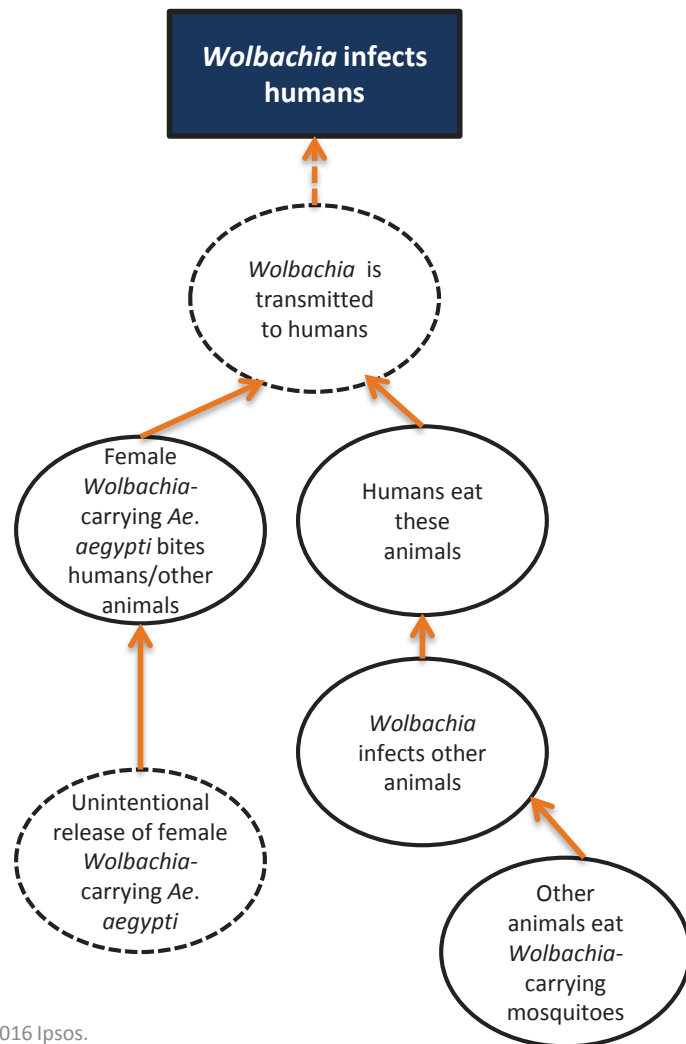 Wolbachia infects
humans
Wolbachia is
transmitted
to humans
Female
Wolbachia-
carrying Ae.
aegypti bites
humans/other
animals
Humans eat
these
animals
Wolbachia
infects other
animals
Unintentional
release of female
Wolbachia-
carrying Ae.
aegypti
Other
animals eat
Wolbachia-
carrying
mosquitoes
016 Ipsos.